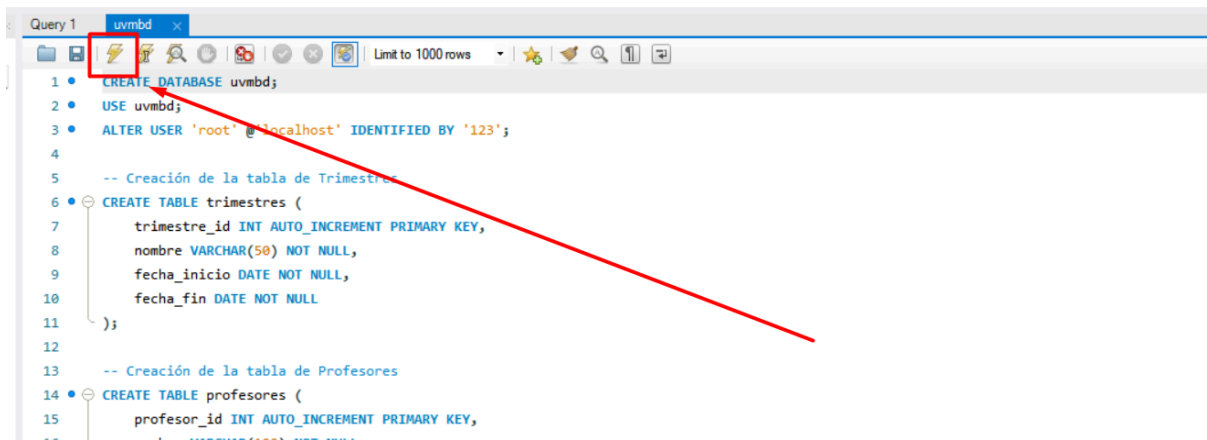 Query 1 uvmbd
Limit to 1000 rows
1 CREATE DATABASE uvmbd;
2 USE uvmbd;
3 ALTER USER 'root' @'localhost' IDENTIFIED BY '123';
4
5 -- Creación de la tabla de Trimestres
6 CREATE TABLE trimestres (
7 trimestre_id INT AUTO_INCREMENT PRIMARY KEY,
8 nombre VARCHAR(50) NOT NULL,
9 fecha_inicio DATE NOT NULL,
10 fecha_fin DATE NOT NULL
11 );
12
13 -- Creación de la tabla de Profesores
14 CREATE TABLE profesores (
15 profesor_id INT AUTO_INCREMENT PRIMARY KEY,